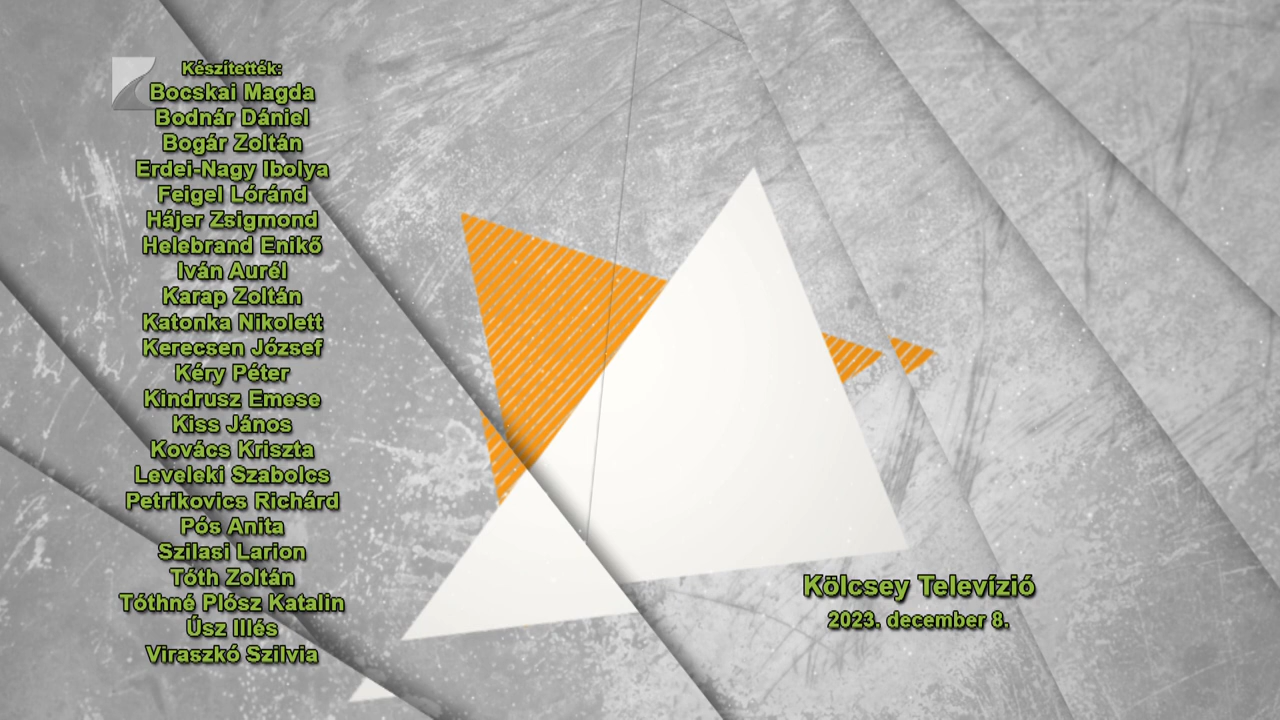 Készítették:
Bocskai Magda
Bodnár Dániel
Bogár Zoltán
Erdei-Nagy Ibolya
Feigel Lóránd
Hájer Zsigmond
Helebrand Enikő
Iván Aurél
Karap Zoltán
Katonka Nikolett
Kerecsen József
Kéry Péter
Kindrusz Emese
Kiss János
Kovács Kriszta
Leveleki Szabolcs
Petrikovics Richárd
Pós Anita
Szilasi Larion
Tóth Zoltán
Tóthné Plósz Katalin
Úsz Illés
Viraszkó Szilvia
Kölcsey Televízió
2023. december 8.